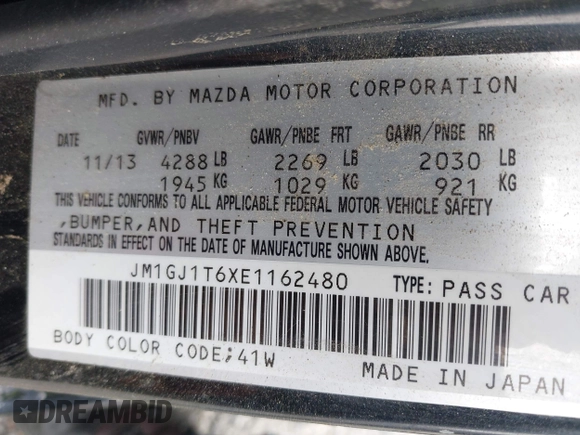 MFD. BY MAZDA MOTOR CORPORATION
DATE GVWR/PNBV GAWR/PNBE FRT GAWR/PNBE RR
11/13 4288 LB 2269 LB 2030 LB
1945 KG 1029 KG 921 KG
THIS VEHICLE CONFORMS TO ALL APPLICABLE FEDERAL MOTOR VEHICLE SAFETY
,BUMPER,AND THEFT PREVENTION
STANDARDS IN EFFECT ON THE DATE OF MANUFACTURE SHOWN ABOVE.
JM1GJ1T6XE1162480 TYPE: PASS CAR
BODY COLOR CODE;41W
MADE IN JAPAN
DREAMBID